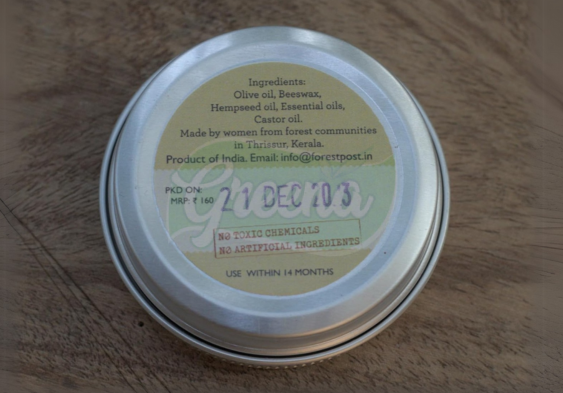 Ingredients:
Olive oil, Beeswax,
Hempseed oil, Essential oils,
Castor oil.
Made by women from forest communities
in Thrissur, Kerala.
Product of India. Email: info@forestpost.in
PKD ON:
MRP: ₹ 160
21 DEC
NO TOXIC CHEMICALS
NO ARTIFICIAL INGREDIENTS
USE WITHIN 14 MONTHS